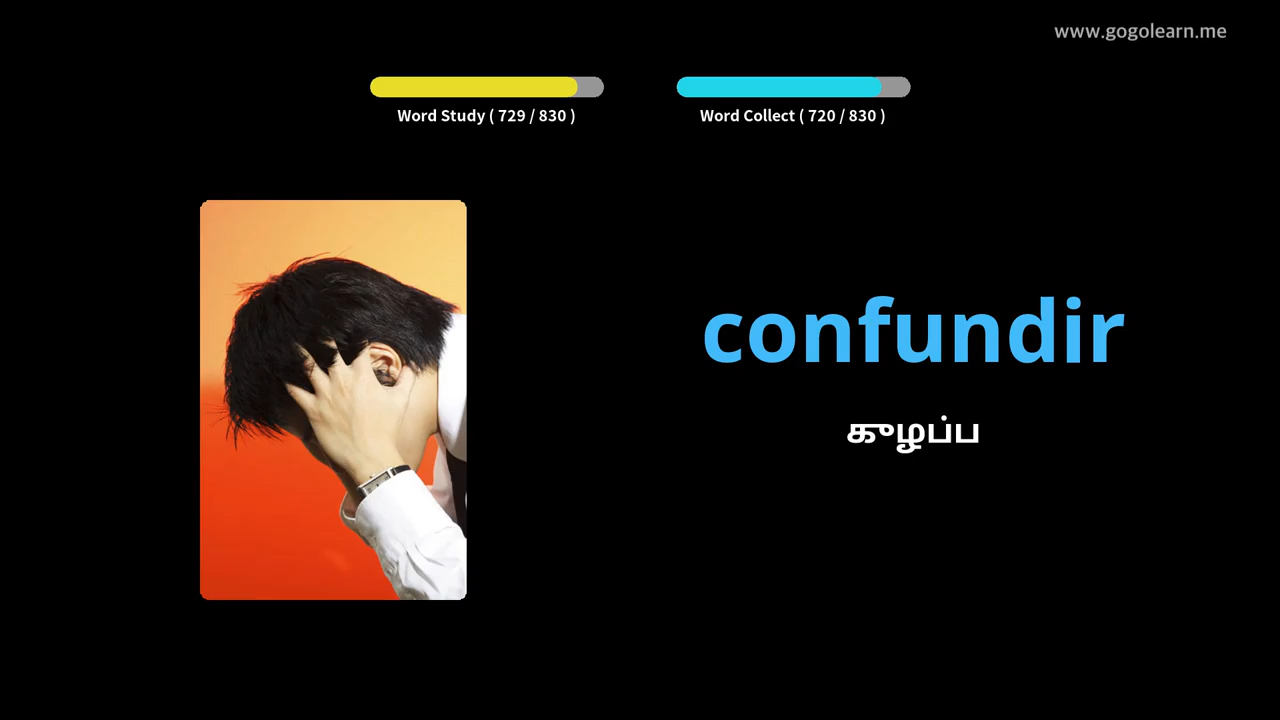 www.gogolearn.me
Word Study ( 729 / 830 )
Word Collect ( 720 / 830 )
confundir
குழப்ப